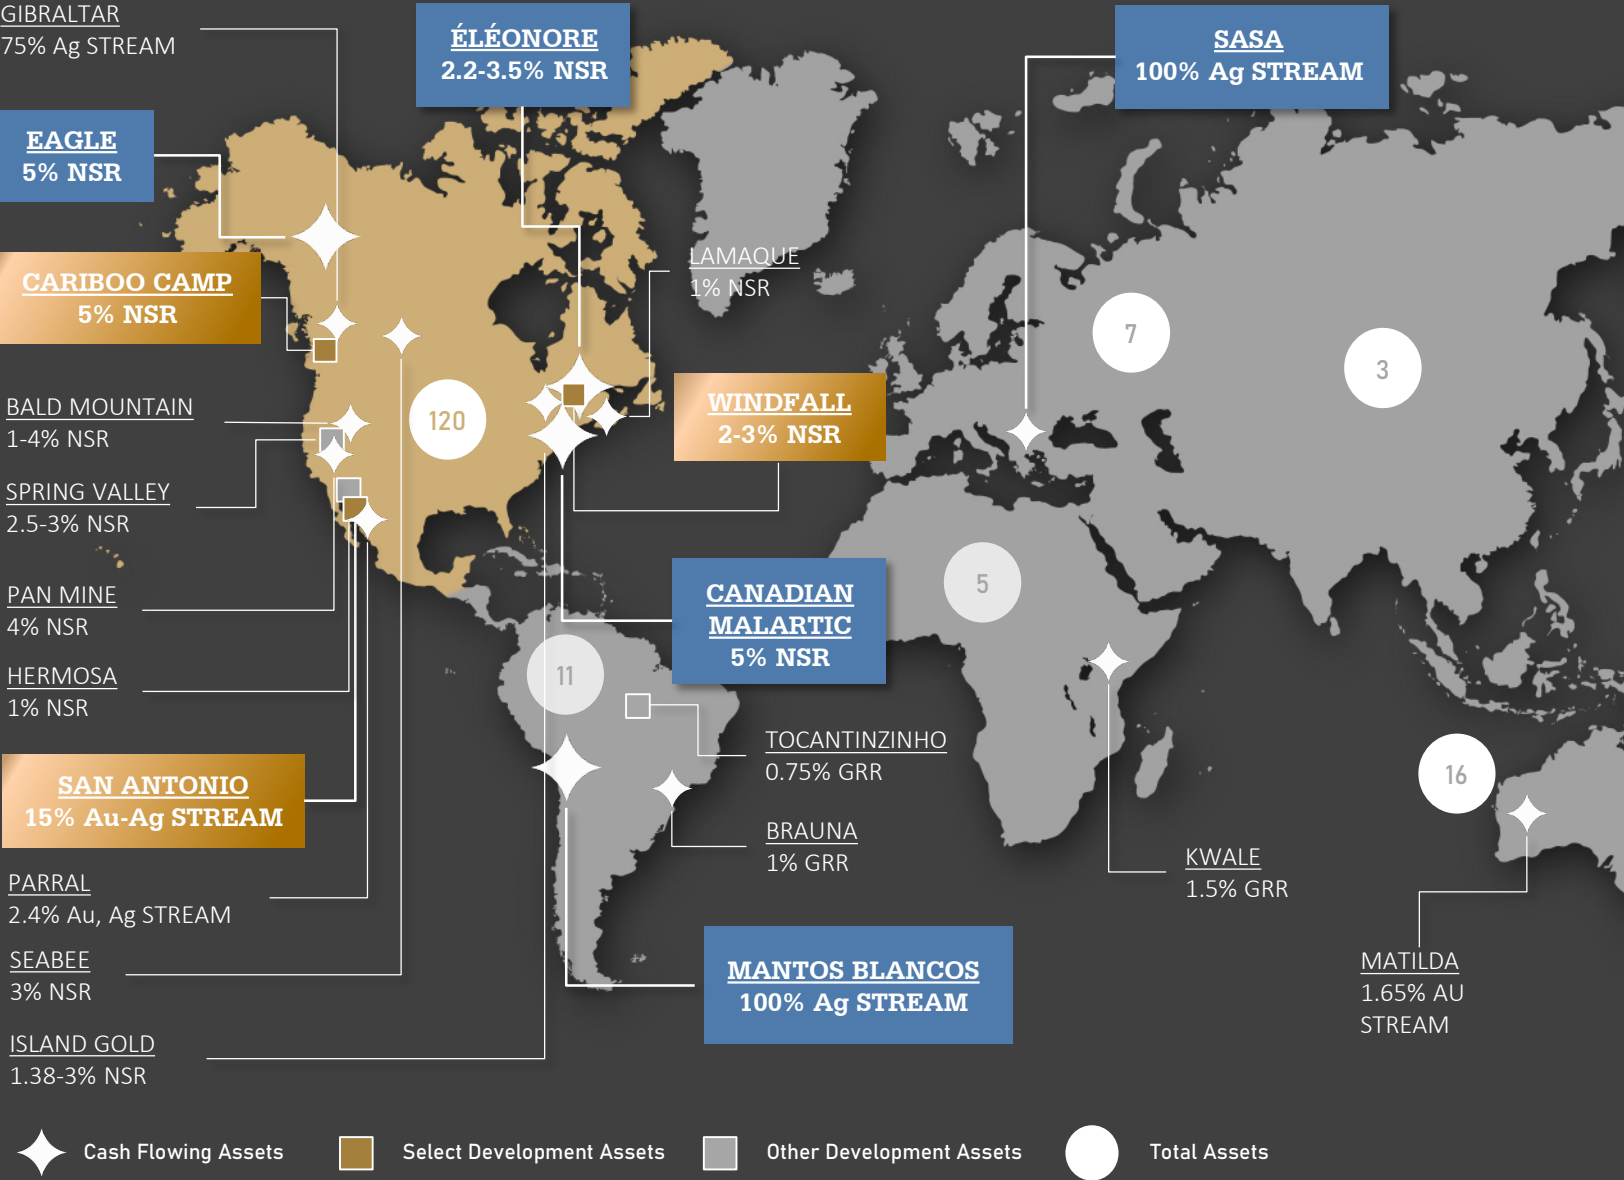 GIBRALTAR
75% Ag STREAM
ÉLÉONORE
2.2-3.5% NSR
SASA
100% Ag STREAM
EAGLE
5% NSR
LAMAQUE
1% NSR
CARIBOO CAMP
5% NSR
7
3
BALD MOUNTAIN
1-4% NSR
120
WINDFALL
2-3% NSR
SPRING VALLEY
2.5-3% NSR
PAN MINE
4% NSR
5
CANADIAN
MALARTIC
5% NSR
HERMOSA
1% NSR
11
SAN ANTONIO
15% Au-Ag STREAM
TOCANTINZINHO
0.75% GRR
16
BRAUNA
1% GRR
KWALE
1.5% GRR
PARRAL
2.4% Au, Ag STREAM
SEABEE
3% NSR
MANTOS BLANCOS
100% Ag STREAM
MATILDA
1.65% AU
STREAM
ISLAND GOLD
1.38-3% NSR
Cash Flowing Assets
Select Development Assets
Other Development Assets
Total Assets